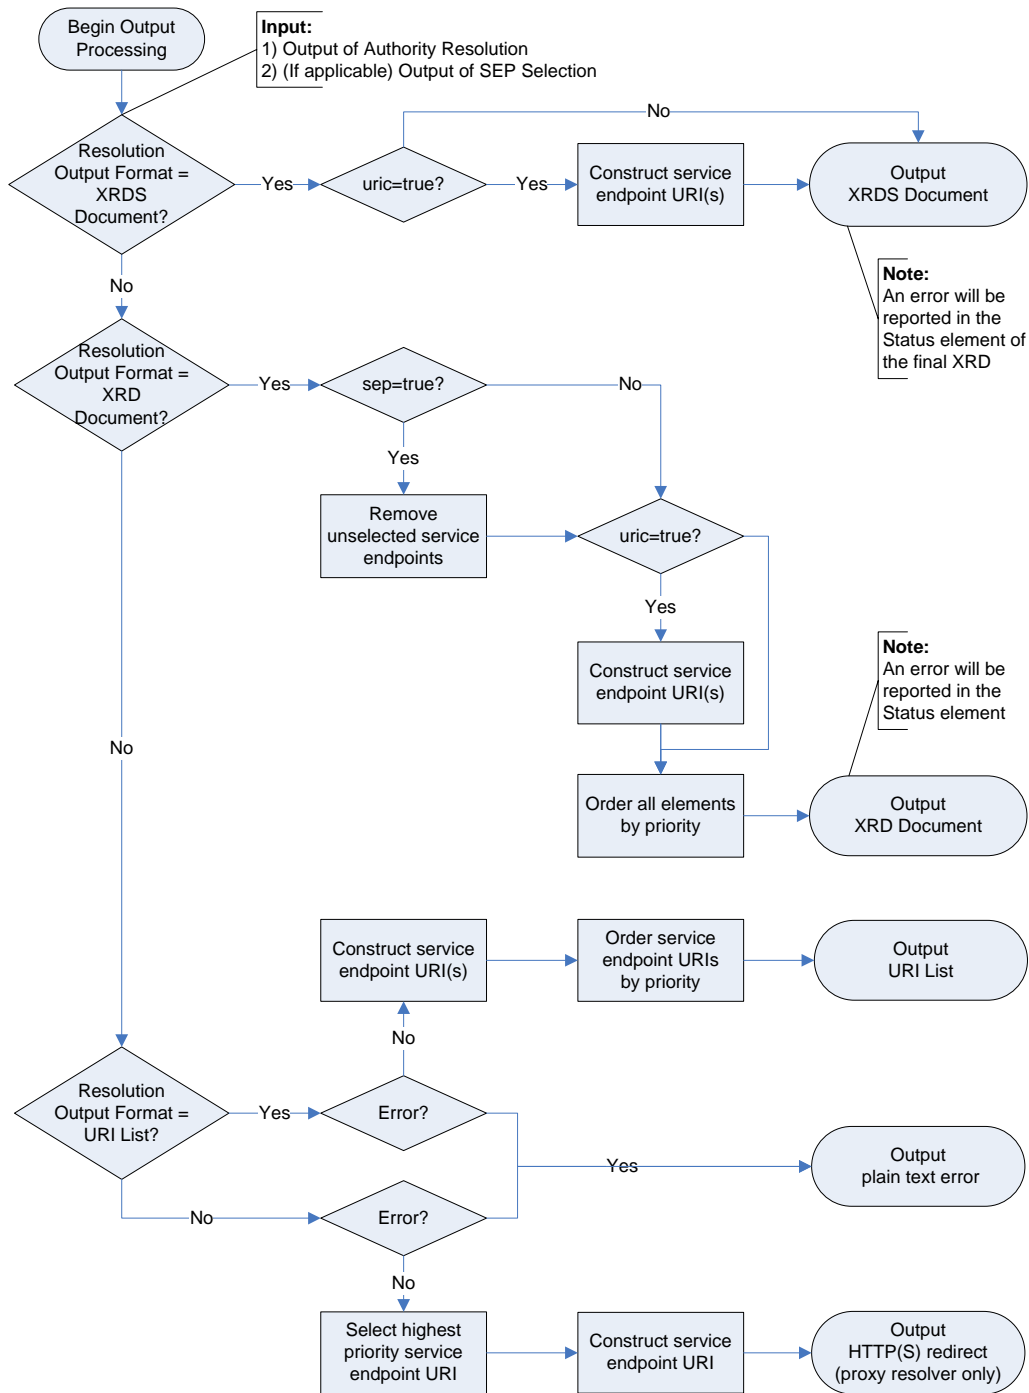 Begin Output
Processing
Input:
1) Output of Authority Resolution
2) (If applicable) Output of SEP Selection
No
Resolution
Output Format =
XRDS
Document?
Yes
uric=true?
Yes
Construct service
endpoint URI(s)
Output
XRDS Document
No
Note:
An error will be
reported in the
Status element of
the final XRD
Resolution
Output Format =
XRD
Document?
Yes
sep=true?
No
Yes
Remove
unselected service
endpoints
uric=true?
Yes
Construct service
endpoint URI(s)
Note:
An error will be
reported in the
Status element
No
Order all elements
by priority
Output
XRD Document
Construct service
endpoint URI(s)
Order service
endpoint URIs
by priority
Output
URI List
No
Resolution
Output Format =
URI List?
Yes
Error?
Yes
Output
plain text error
No
Error?
No
Select highest
priority service
endpoint URI
Construct service
endpoint URI
Output
HTTP(S) redirect
(proxy resolver only)